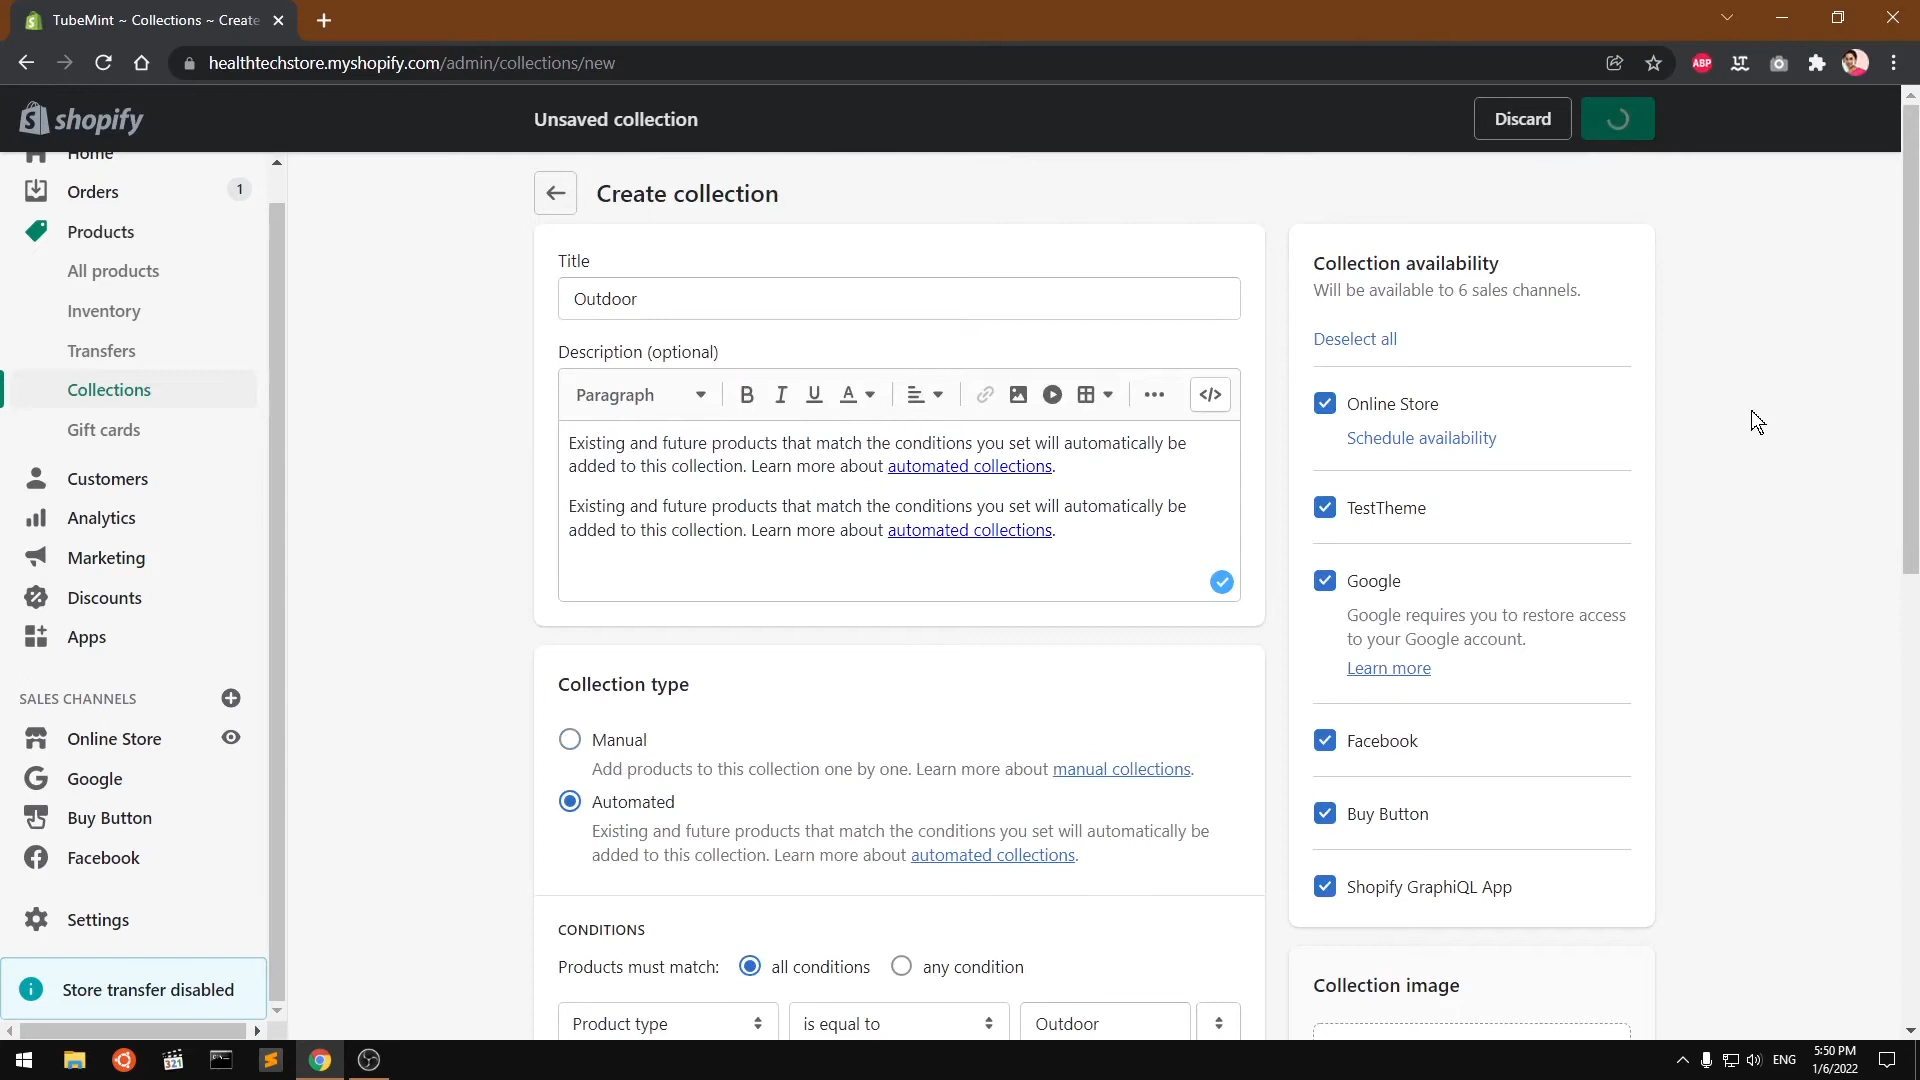 TubeMint ~ Collections ~ Create
healthtechstore.myshopify.com/admin/collections/new
ABP
shopify
Unsaved collection
Discard
Home
Orders
1
Products
All products
Inventory
Transfers
Collections
Gift cards
Customers
Analytics
Marketing
Discounts
Apps
SALES CHANNELS
Online Store
Google
Buy Button
Facebook
Settings
Store transfer disabled
Create collection
Title
Outdoor
Description (optional)
Paragraph
B I U A
</>
Existing and future products that match the conditions you set will automatically be
added to this collection. Learn more about automated collections.
Existing and future products that match the conditions you set will automatically be
added to this collection. Learn more about automated collections.
Collection type
Manual
Add products to this collection one by one. Learn more about manual collections.
Automated
Existing and future products that match the conditions you set will automatically be
added to this collection. Learn more about automated collections.
CONDITIONS
Products must match: all conditions any condition
Product type is equal to Outdoor
Collection availability
Will be available to 6 sales channels.
Deselect all
Online Store
Schedule availability
TestTheme
Google
Google requires you to restore access
to your Google account.
Learn more
Facebook
Buy Button
Shopify GraphiQL App
Collection image
321
ENG
5:50 PM
1/6/2022